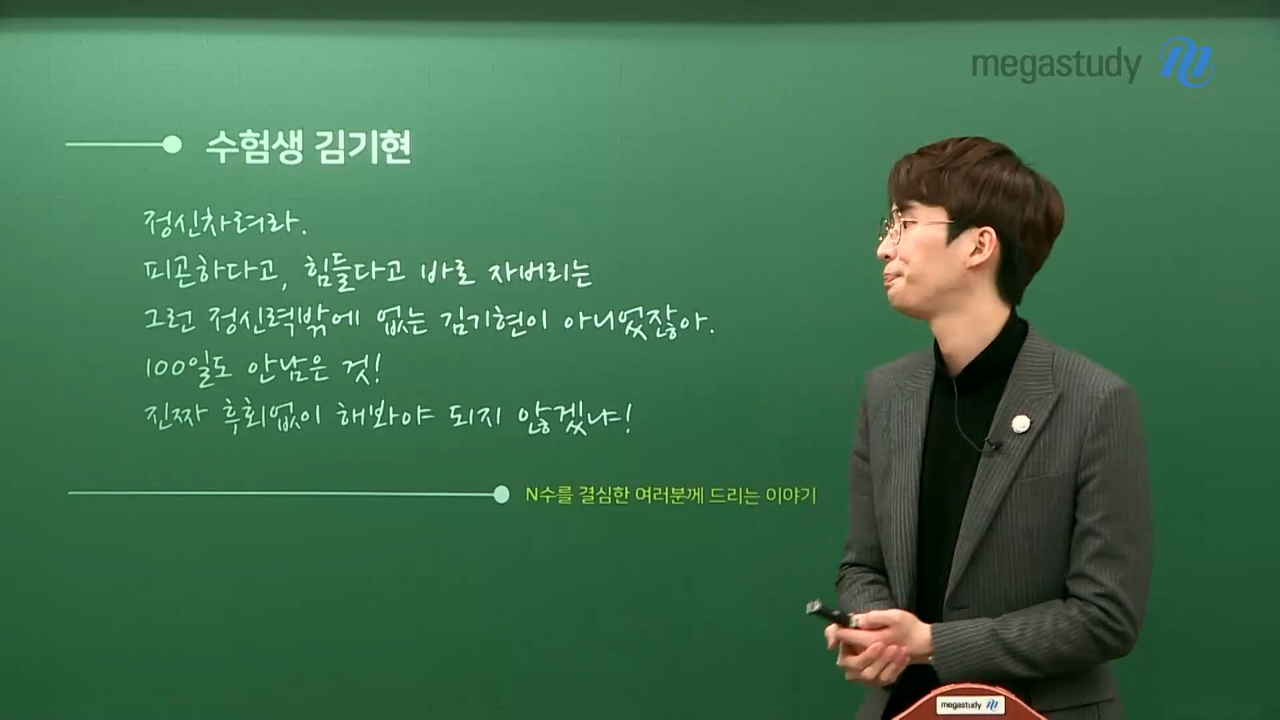 megastudy
수험생 김기현
정신차려라.
피곤하다고, 힘들다고 바로 자버리는
그런 정신력밖에 없는 김기현이 아니었잖아.
100일도 안남은 것!
진짜 후회없이 해봐야 되지 않겠냐!
N수를 결심한 여러분께 드리는 이야기
megastudy